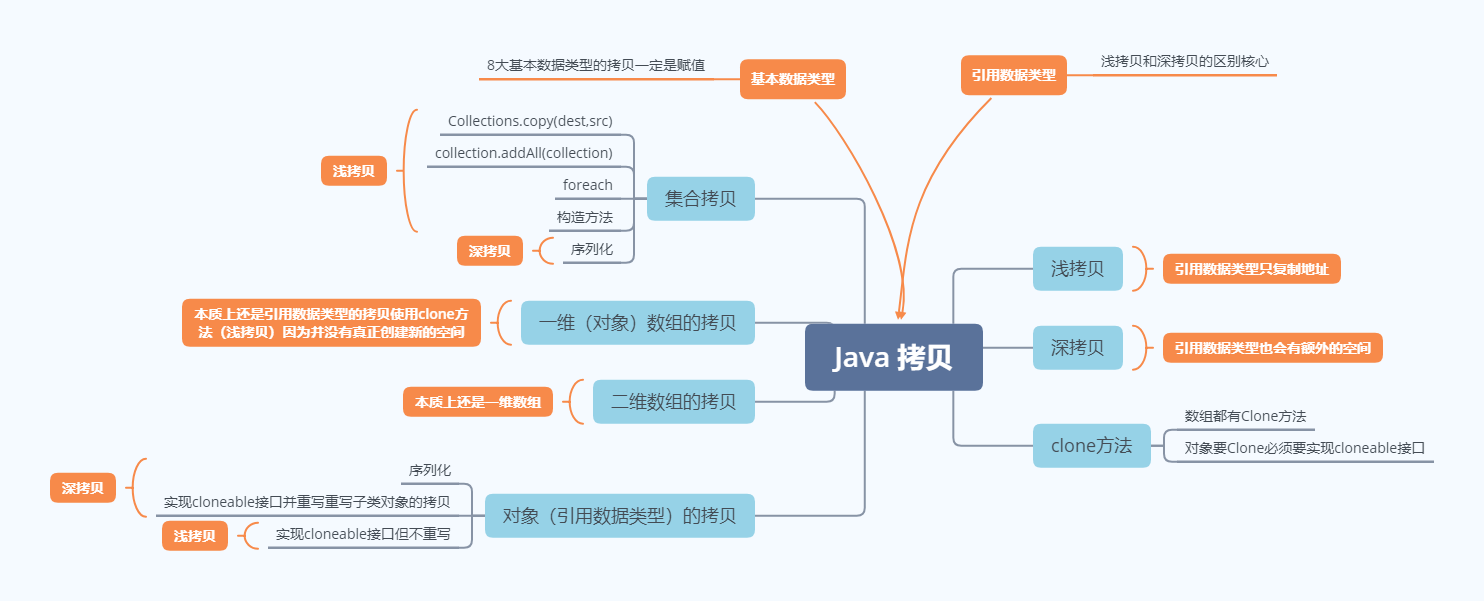 8大基本数据类型的拷贝一定是赋值
基本数据类型
引用数据类型
浅拷贝和深拷贝的区别核心
Collections.copy(dest,src)
collection.addAll(collection)
foreach
构造方法
序列化
浅拷贝
深拷贝
集合拷贝
本质上还是引用数据类型的拷贝使用clone方
法（浅拷贝）因为并没有真正创建新的空间
一维（对象）数组的拷贝
本质上还是一维数组
二维数组的拷贝
深拷贝
序列化
实现cloneable接口并重写重写子类对象的拷贝
浅拷贝
实现cloneable接口但不重写
对象（引用数据类型）的拷贝
Java 拷贝
浅拷贝
引用数据类型只复制地址
深拷贝
引用数据类型也会有额外的空间
clone方法
数组都有Clone方法
对象要Clone必须要实现cloneable接口